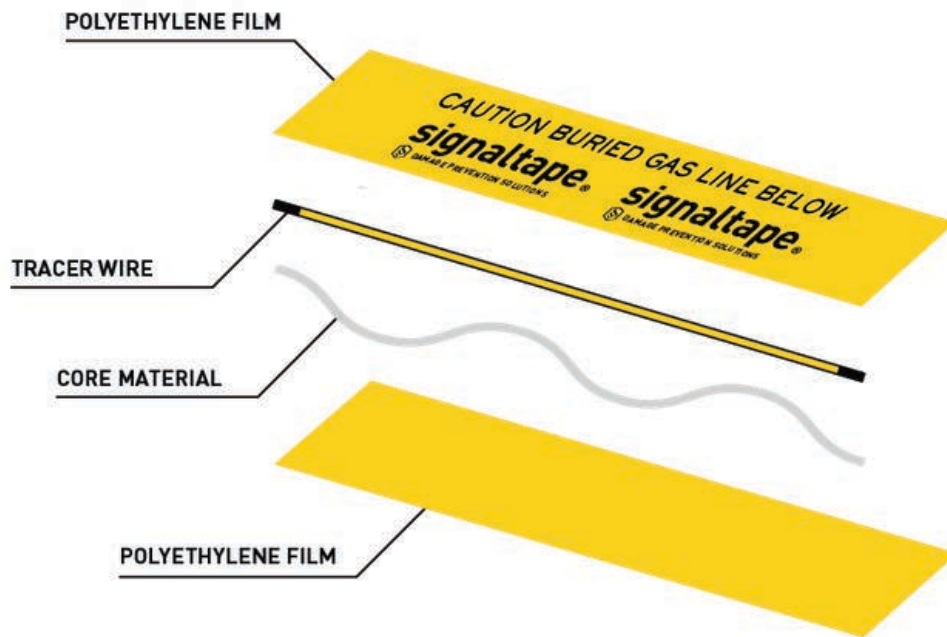 POLYETHYLENE FILM
CAUTION BURIED GAS LINE BELOW
signaltape®
DAMAGE PREVENTION SOLUTIONS
signaltape®
DAMAGE PREVENTION SOLUTIONS
TRACER WIRE
CORE MATERIAL
POLYETHYLENE FILM